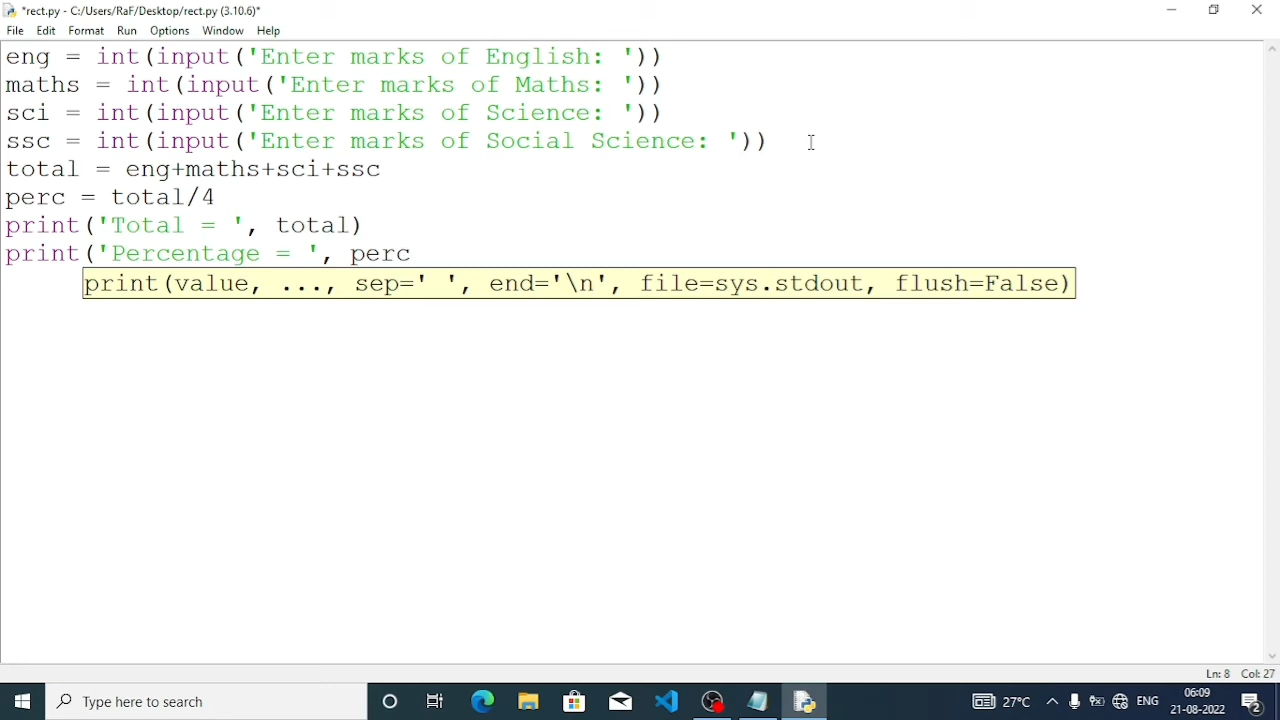 *rect.py - C:/Users/RaF/Desktop/rect.py (3.10.6)*
File Edit Format Run Options Window Help
eng = int(input('Enter marks of English: '))
maths = int(input('Enter marks of Maths: '))
sci = int(input('Enter marks of Science: '))
ssc = int(input('Enter marks of Social Science: '))
total = eng+maths+sci+ssc
perc = total/4
print('Total = ', total)
print('Percentage = ', perc
print(value, ..., sep=' ', end='\n', file=sys.stdout, flush=False)
Ln: 8 Col: 27
Type here to search
27°C
ENG
06:09
21-08-2022
2